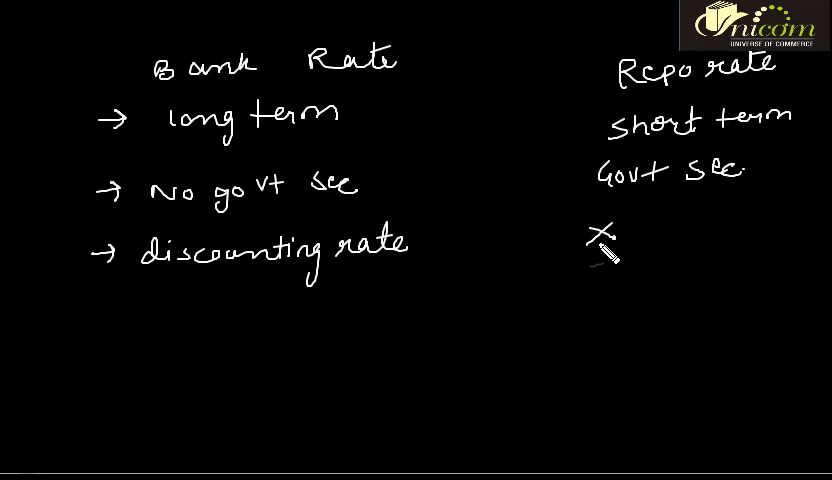 Unicom
UNIVERSE OF COMMERCE
Bank Rate Repo rate
→ long term short term
→ No govt sec Govt sec.
→ discounting rate X